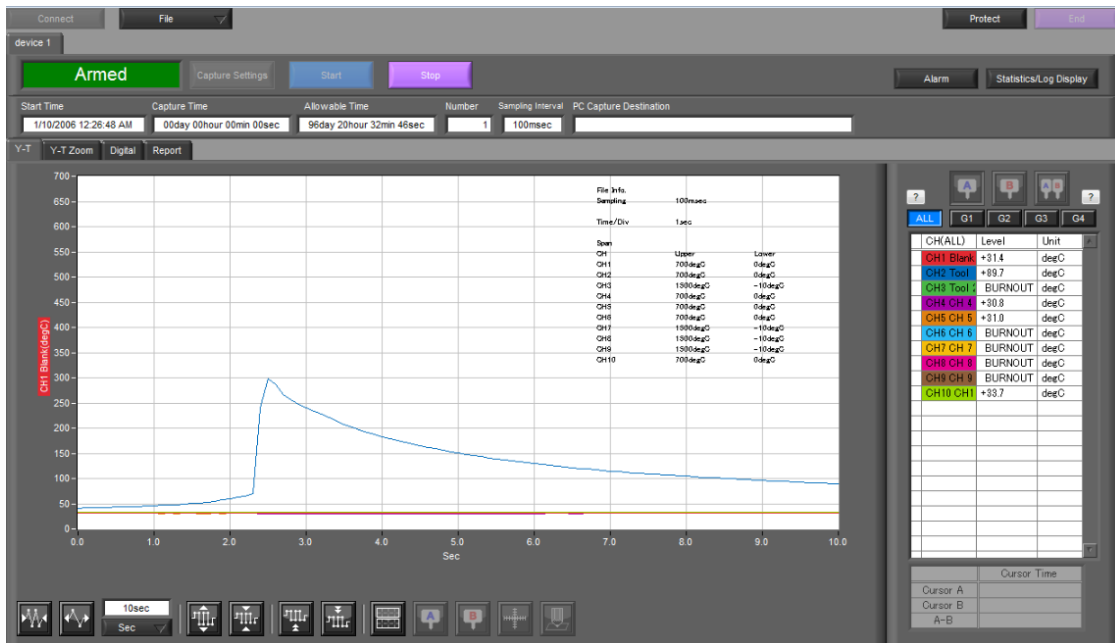 Connect File Protect End
device 1
Armed Capture Settings Start Stop Alarm Statistics/Log Display
Start Time Capture Time Allowable Time Number Sampling Interval PC Capture Destination
1/10/2006 12:26:48 AM 00day 00hour 00min 00sec 96day 20hour 32min 46sec 1 100msec
Y-T Y-T Zoom Digital Report
700
650
600
550
500
450
400
350
300
250
200
150
100
50
0
CH1 Blank(degC)
0.0 1.0 2.0 3.0 4.0 5.0 6.0 7.0 8.0 9.0 10.0
Sec
File Info.
Sampling 100msec
Time/Div 1sec
Span
CH Upper Lower
CH1 700degC 0degC
CH2 700degC 0degC
CH3 1300degC -10degC
CH4 700degC 0degC
CH5 700degC 0degC
CH6 700degC 0degC
CH7 1300degC -10degC
CH8 1300degC -10degC
CH9 1300degC -10degC
CH10 700degC 0degC
? A B A B ?
ALL G1 G2 G3 G4
CH(ALL) Level Unit
CH1 Blank +31.4 degC
CH2 Tool +89.7 degC
CH3 Tool 2 BURNOUT degC
CH4 CH 4 +30.8 degC
CH5 CH 5 +31.0 degC
CH6 CH 6 BURNOUT degC
CH7 CH 7 BURNOUT degC
CH8 CH 8 BURNOUT degC
CH9 CH 9 BURNOUT degC
CH10 CH1 +33.7 degC
Cursor Time
Cursor A
Cursor B
A-B
10sec
Sec
A B